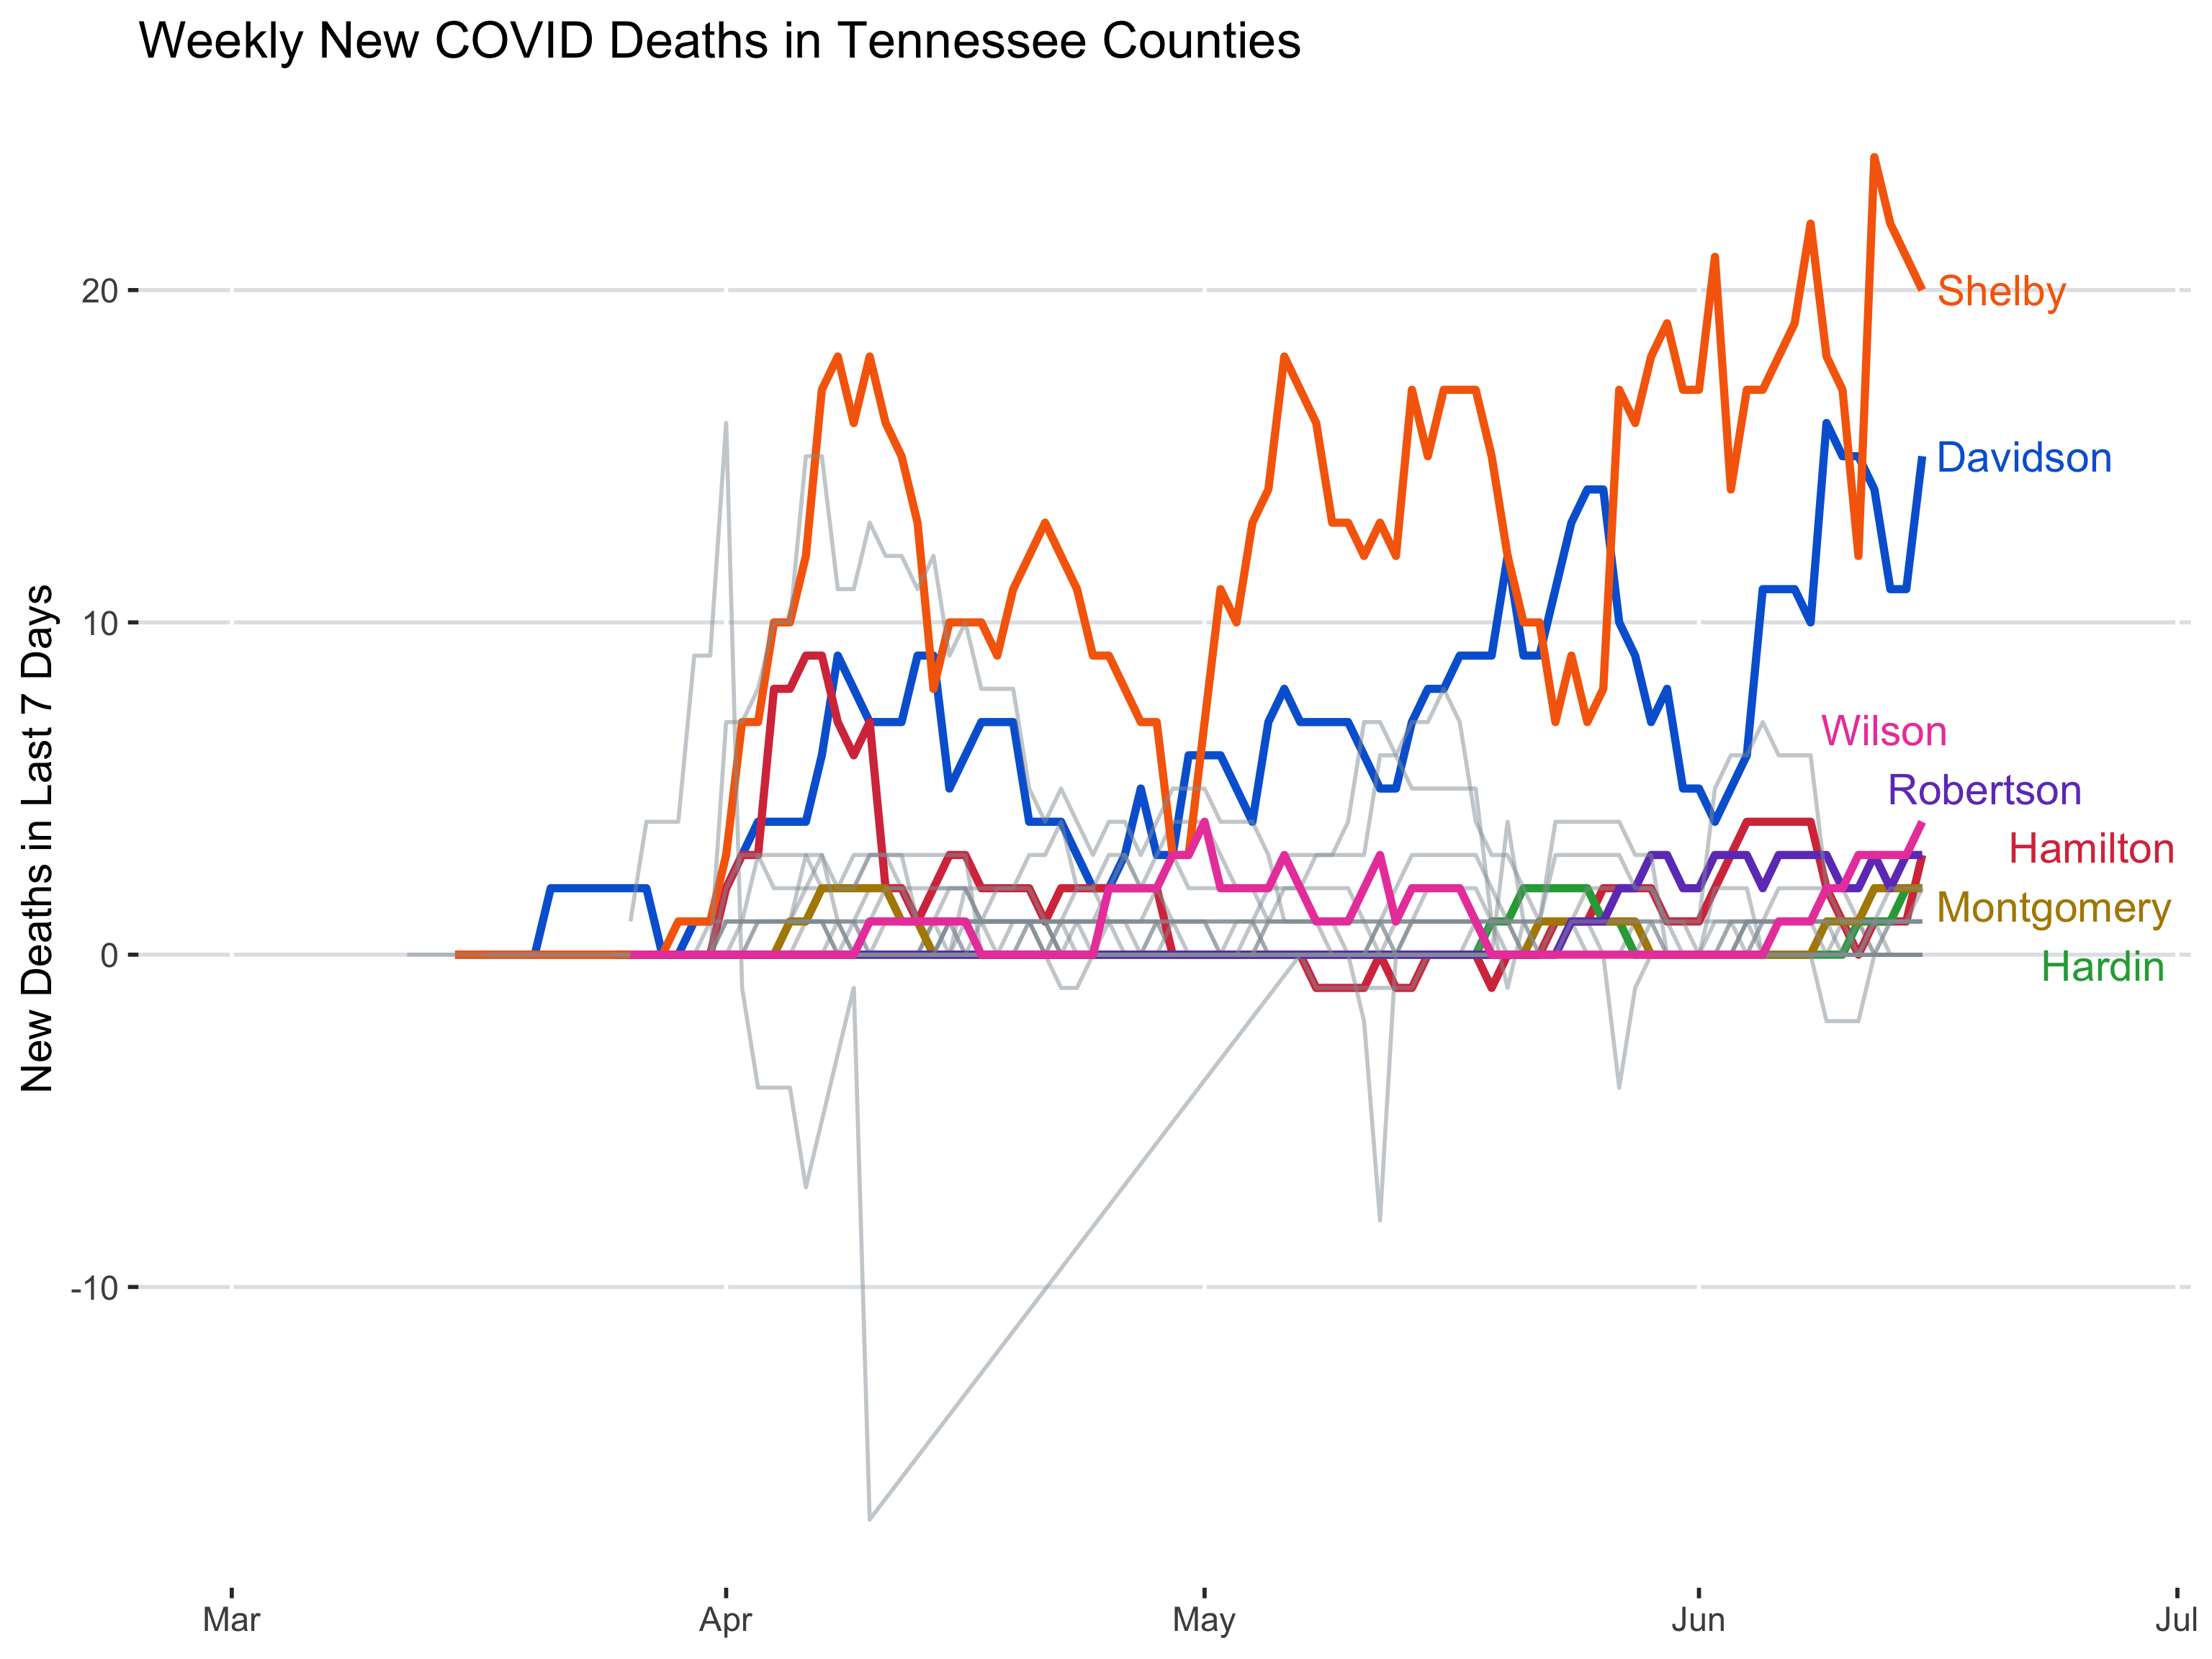 Weekly New COVID Deaths in Tennessee Counties
New Deaths in Last 7 Days
20
10
0
-10
Shelby
Davidson
Wilson
Robertson
Hamilton
Montgomery
Hardin
Mar Apr May Jun Jul